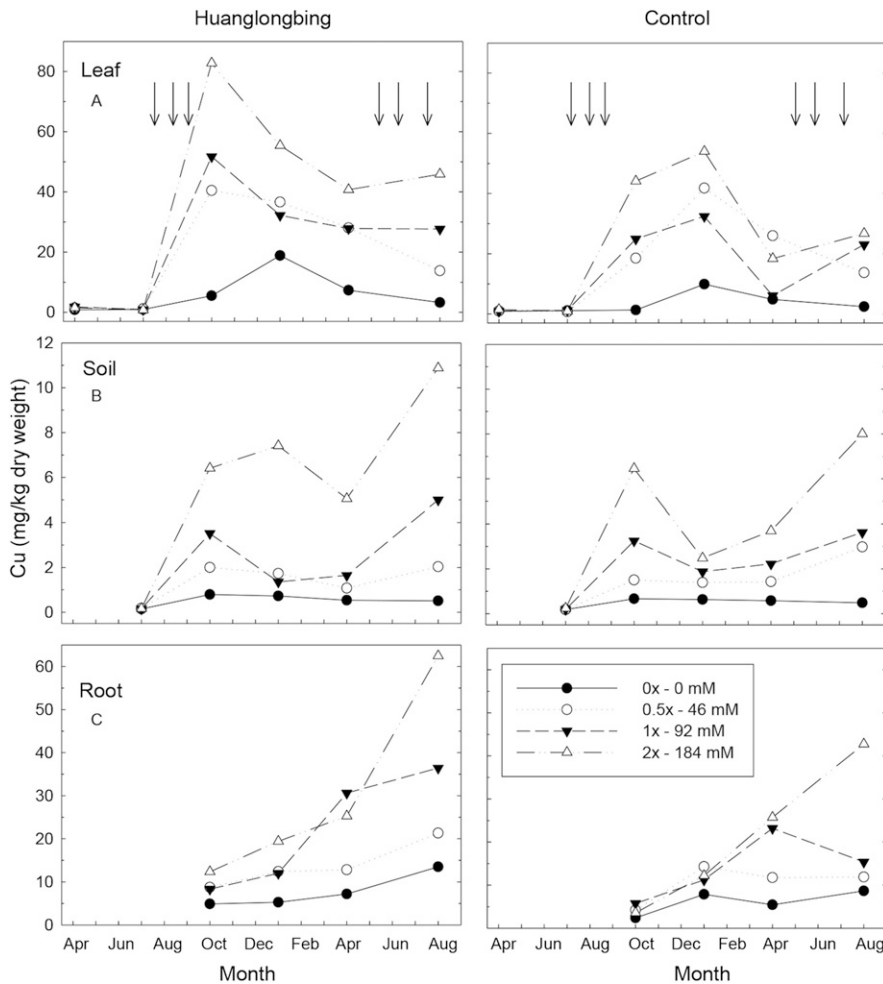 Huanglongbing Control
Leaf
A
80
60
40
20
0
Soil
B
12
10
8
6
4
2
0
Cu (mg/kg dry weight)
Root
C
60
50
40
30
20
10
0
0x - 0 mM
0.5x - 46 mM
1x - 92 mM
2x - 184 mM
Apr Jun Aug Oct Dec Feb Apr Jun Aug
Apr Jun Aug Oct Dec Feb Apr Jun Aug
Month Month